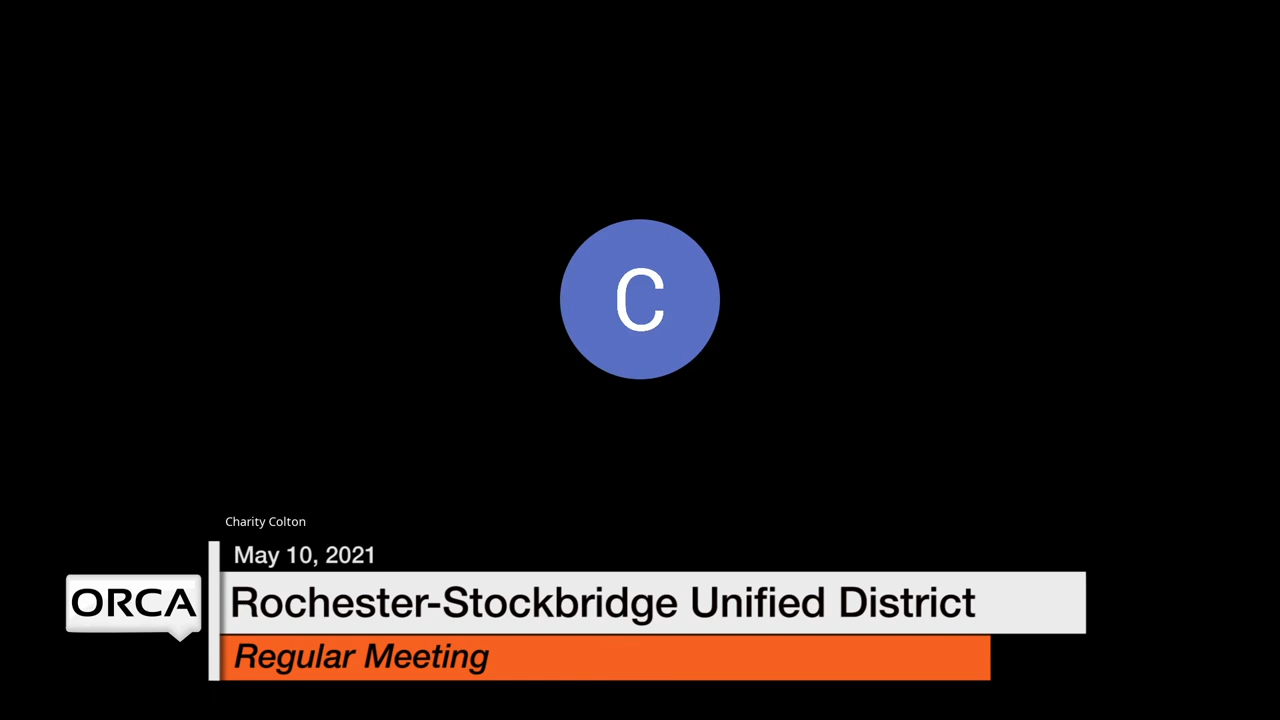 C
Charity Colton
May 10, 2021
ORCA
Rochester-Stockbridge Unified District
Regular Meeting